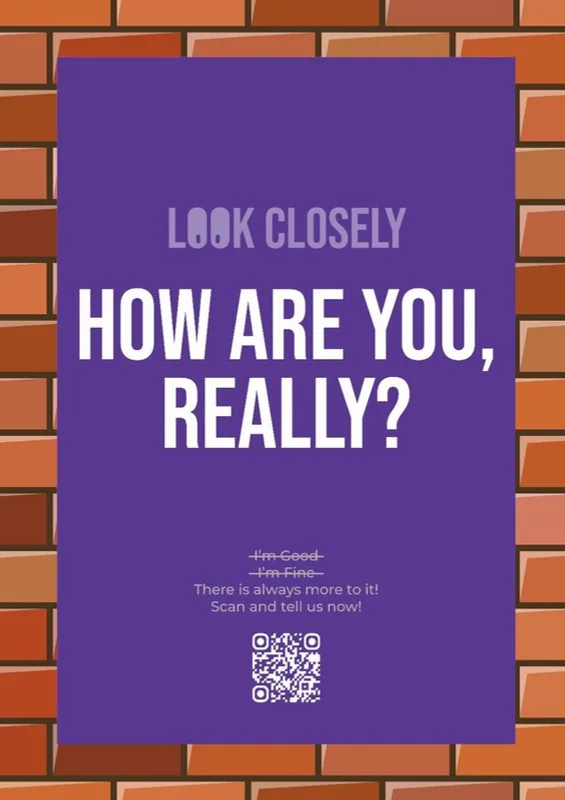 LOOK CLOSELY
HOW ARE YOU,
REALLY?
I'm Good
I'm Fine
There is always more to it!
Scan and tell us now!